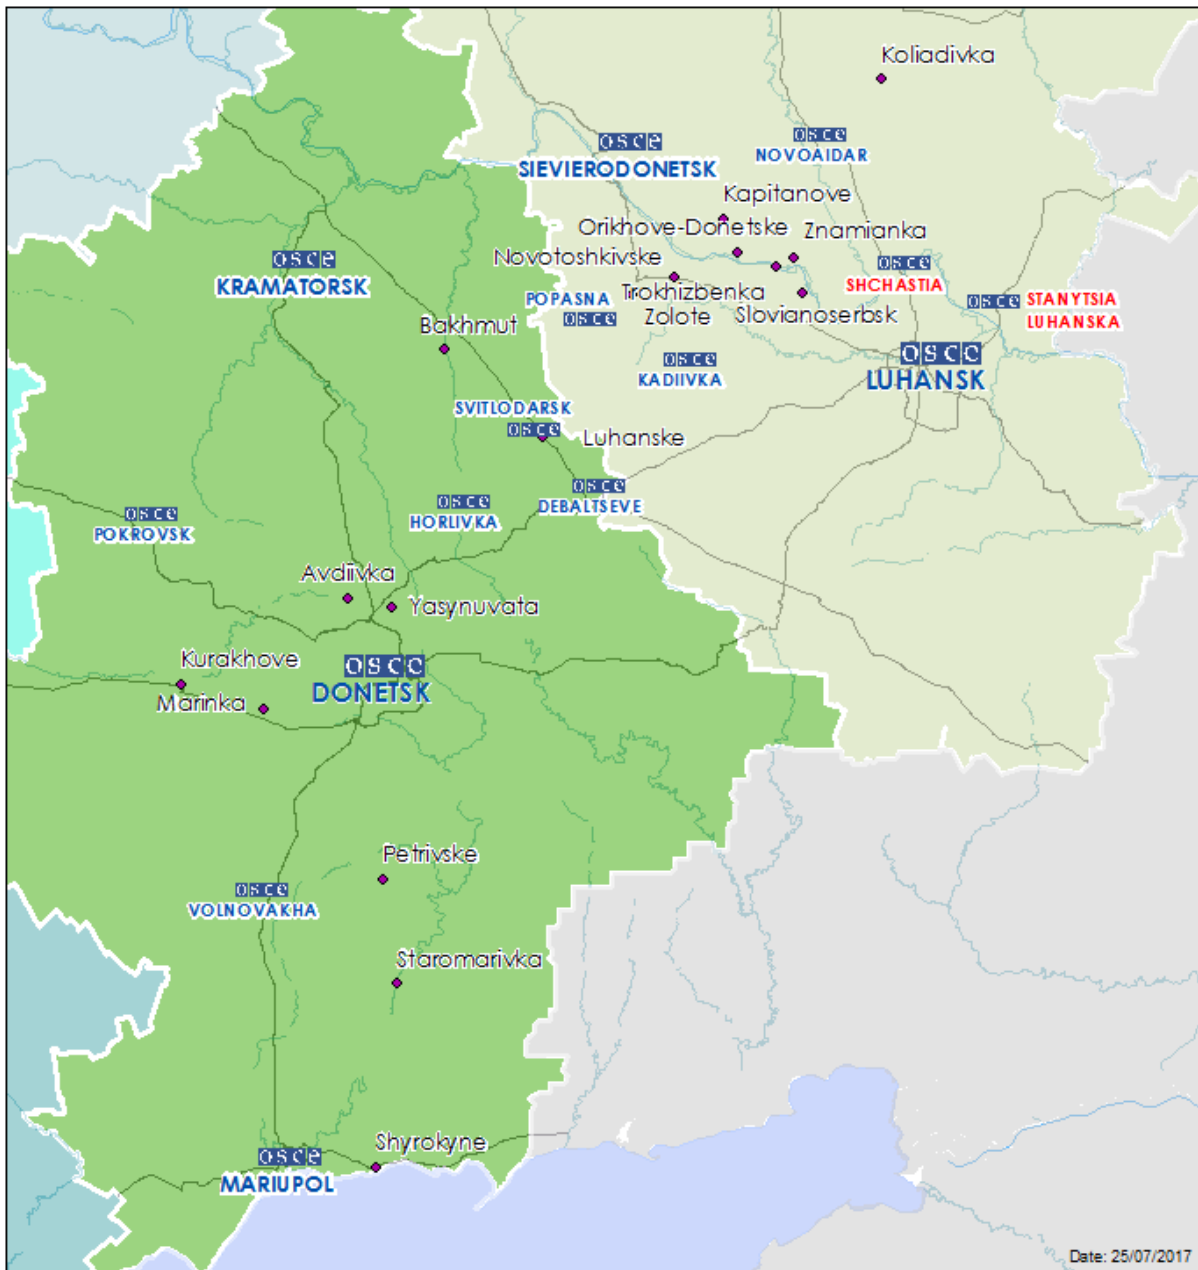 Koliadivka
osce
NOVOAIDAR
osce
SIEVIERODONETSK
Kapitanove
Orikhove-Donetske
Znamianka
Novotoshkivske
osce
KRAMATORSK
osce
SHCHASTIA
Trokhizbenka
POPASNA
osce
Zolote
Slovianoserbsk
osce
STANYTSIA
LUHANSKA
Bakhmut
osce
KADIIVKA
OSCC
LUHANSK
SVITLODARSK
osce
Luhanske
osce
DEBALTSEVE
osce
HORLIVKA
osce
POKROVSK
Avdiivka
Yasynuvata
Kurakhove
Marinka
OSCC
DONETSK
Petrivske
osce
VOLNOVAKHA
Staromarivka
Shyrokyne
osce
MARIUPOL
Date: 25/07/2017